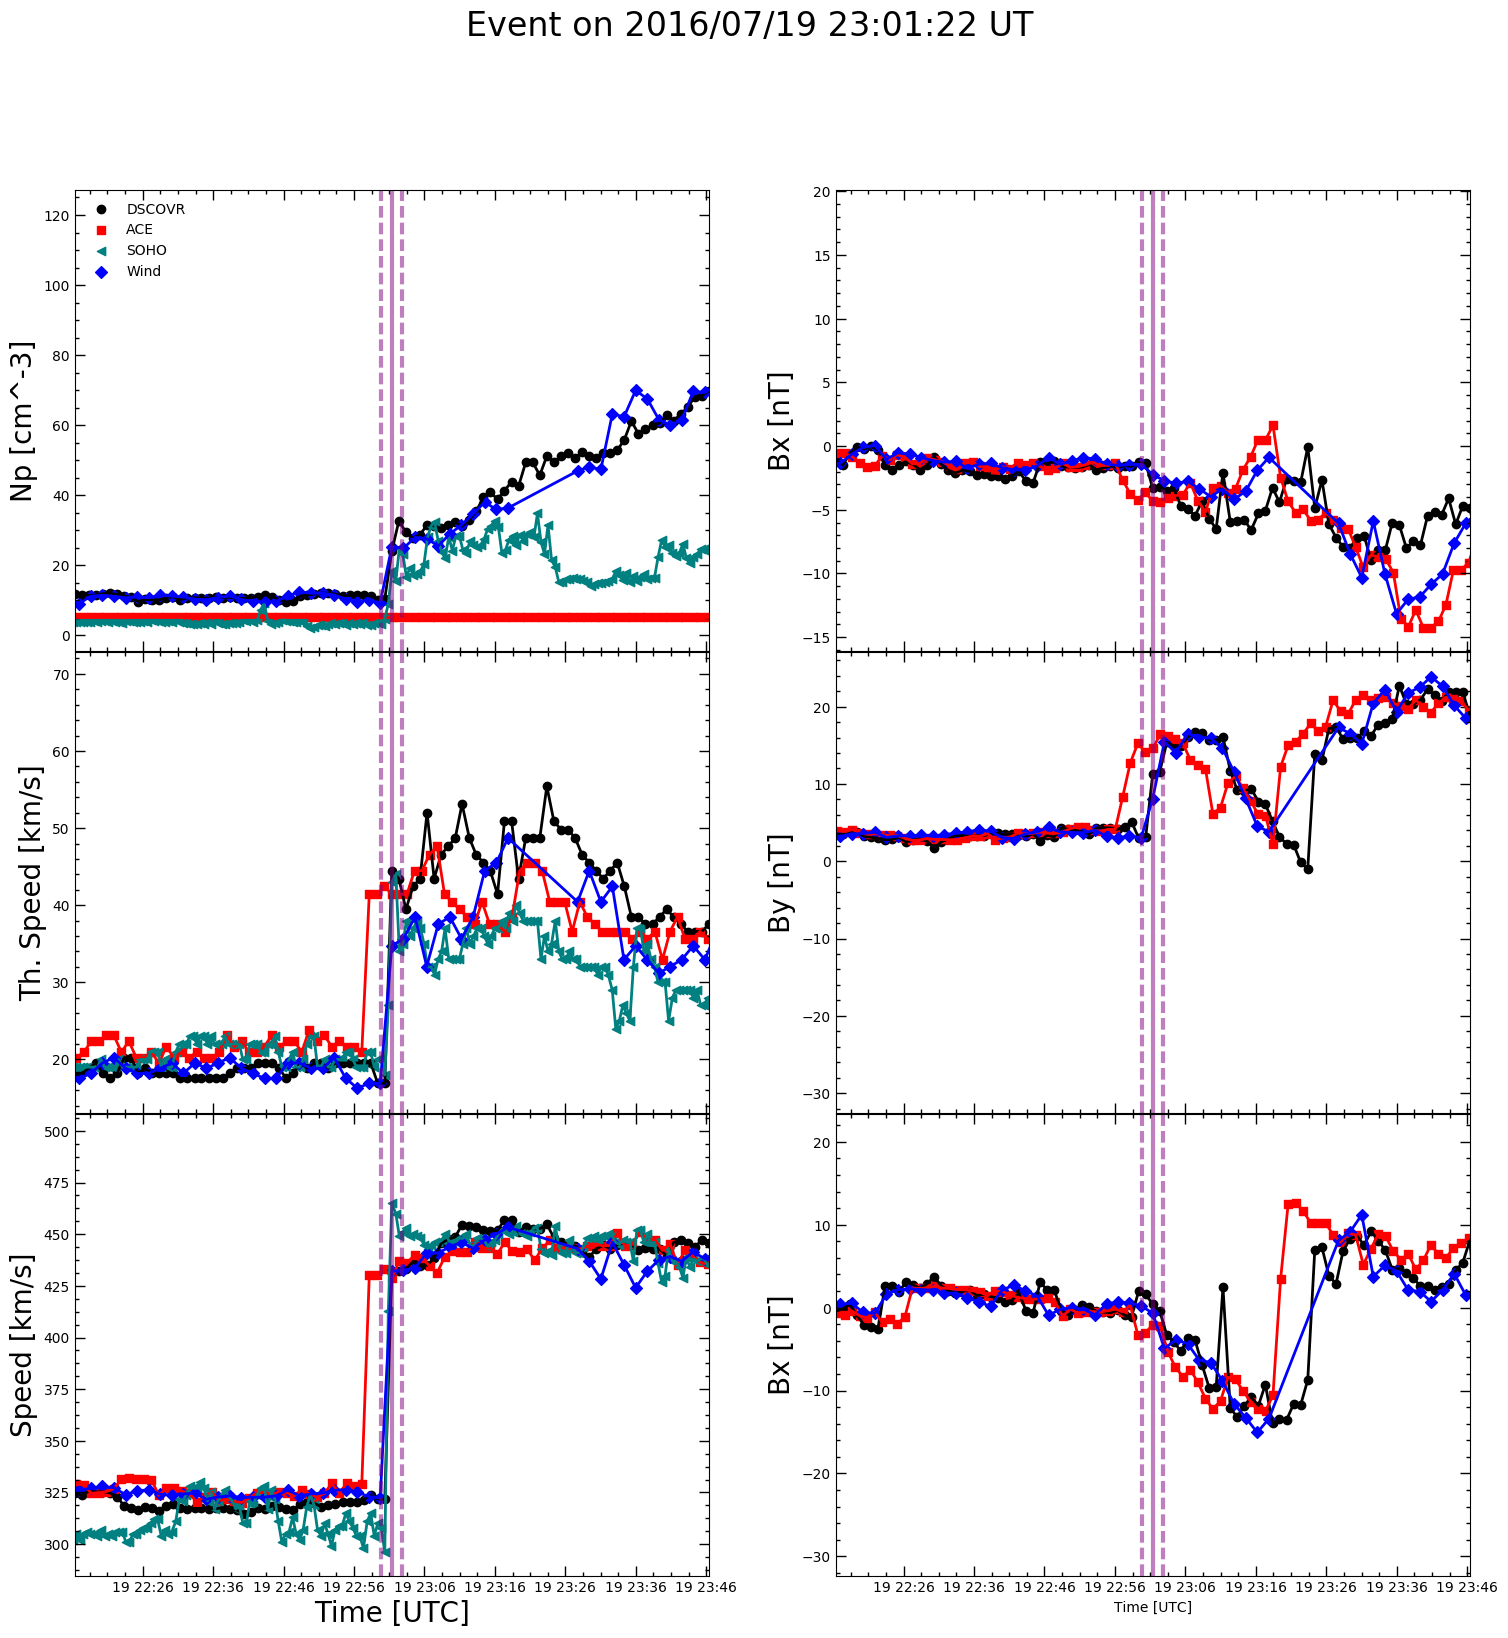 Event on 2016/07/19 23:01:22 UT
DSCOVR
ACE
SOHO
Wind
Np [cm^-3]
120
100
80
60
40
20
0
Bx [nT]
20
15
10
5
0
−5
−10
−15
Th. Speed [km/s]
70
60
50
40
30
20
By [nT]
20
10
0
−10
−20
−30
Speed [km/s]
500
475
450
425
400
375
350
325
300
19 22:26 19 22:36 19 22:46 19 22:56 19 23:06 19 23:16 19 23:26 19 23:36 19 23:46
Time [UTC]
Bx [nT]
20
10
0
−10
−20
−30
19 22:26 19 22:36 19 22:46 19 22:56 19 23:06 19 23:16 19 23:26 19 23:36 19 23:46
Time [UTC]